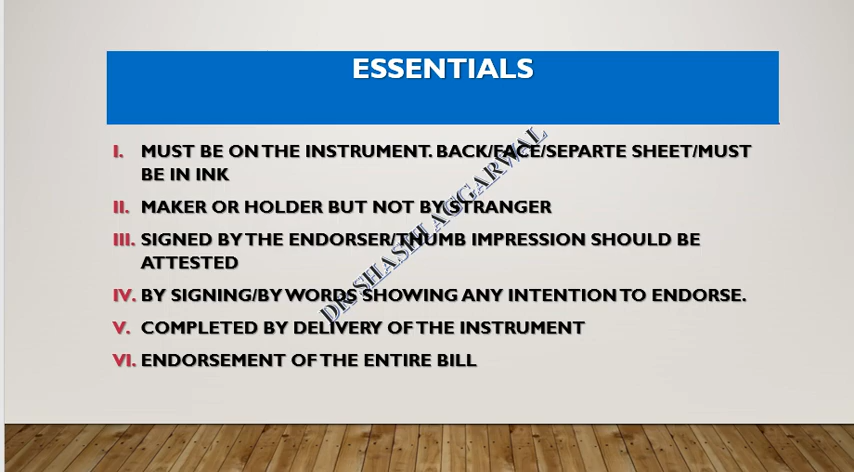 ESSENTIALS
I. MUST BE ON THE INSTRUMENT. BACK/FACE/SEPARTE SHEET/MUST
BE IN INK
II. MAKER OR HOLDER BUT NOT BY STRANGER
III. SIGNED BY THE ENDORSER/THUMB IMPRESSION SHOULD BE
ATTESTED
IV. BY SIGNING/BY WORDS SHOWING ANY INTENTION TO ENDORSE.
V. COMPLETED BY DELIVERY OF THE INSTRUMENT
VI. ENDORSEMENT OF THE ENTIRE BILL
DR SHASHI AGGARWAL